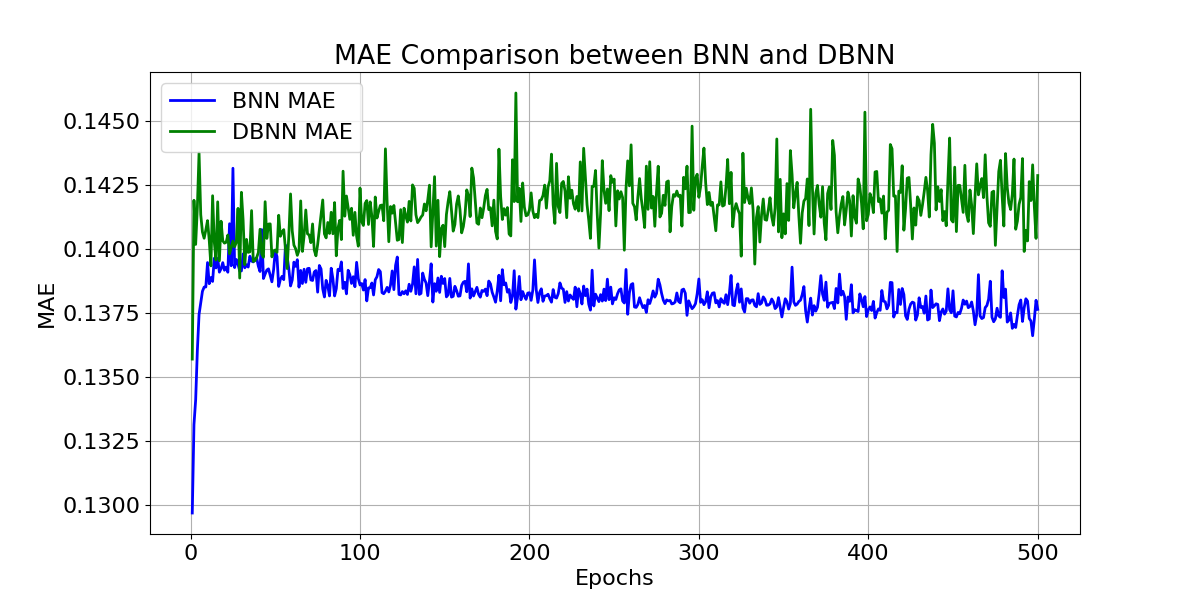 MAE Comparison between BNN and DBNN
BNN MAE
DBNN MAE
0.1450
0.1425
0.1400
0.1375
0.1350
0.1325
0.1300
MAE
0 100 200 300 400 500
Epochs